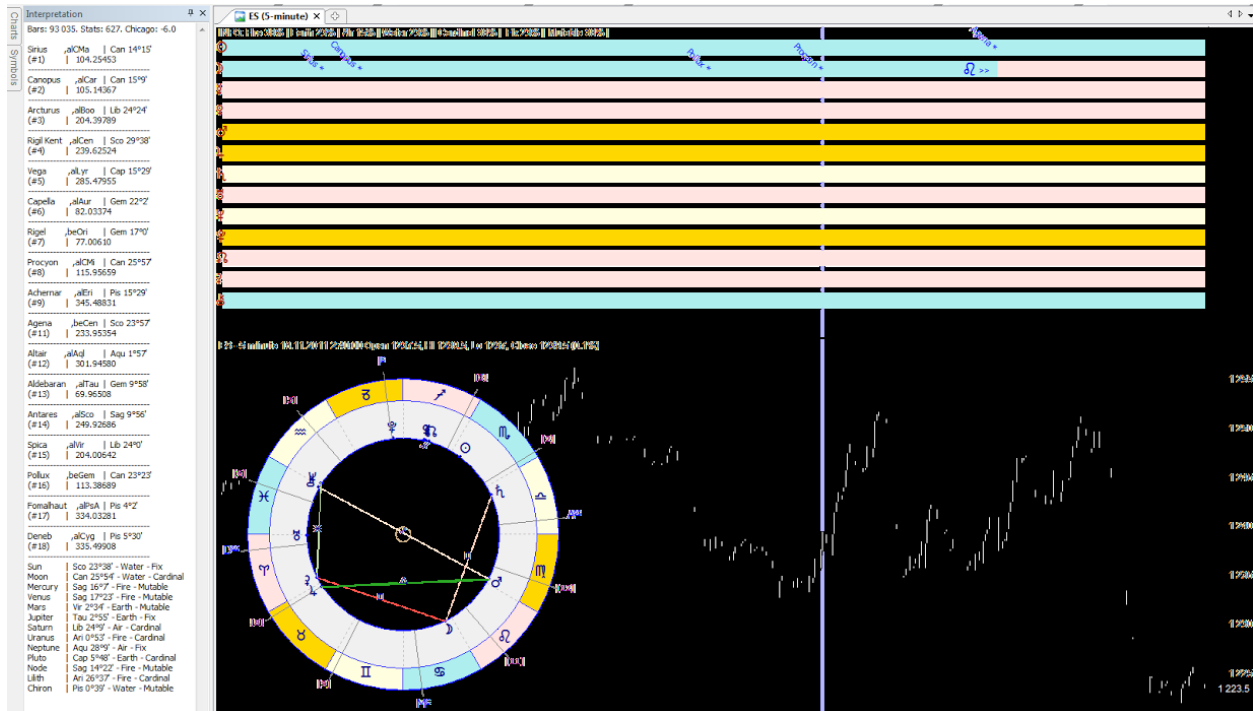 Charts
Symbols
Interpretation
ES (5-minute)
Bars: 93 035. Stats: 627. Chicago: -6.0
Sirius ,alCMa | Can 14°15'
(#1) | 104.25453
Canopus ,alCar | Can 15°9'
(#2) | 105.14367
Arcturus ,alBoo | Lib 24°24'
(#3) | 204.39789
Rigil Kent ,alCen | Sco 29°38'
(#4) | 239.62524
Vega ,alLyr | Cap 15°29'
(#5) | 285.47955
Capella ,alAur | Gem 22°2'
(#6) | 82.03374
Rigel ,beOri | Gem 17°0'
(#7) | 77.00610
Procyon ,alCMi | Can 25°57'
(#8) | 115.95659
Achernar ,alEri | Pis 15°29'
(#9) | 345.48831
Agena ,beCen | Sco 23°57'
(#11) | 233.95354
Altair ,alAql | Aqu 1°57'
(#12) | 301.94580
Aldebaran ,alTau | Gem 9°58'
(#13) | 69.96508
Antares ,alSco | Sag 9°56'
(#14) | 249.92686
Spica ,alVir | Lib 24°0'
(#15) | 204.00642
Pollux ,beGem | Can 23°23'
(#16) | 113.38689
Fomalhaut ,alPsA | Pis 4°2'
(#17) | 334.03281
Deneb ,alCyg | Pis 5°30'
(#18) | 335.49908
Sun | Sco 23°38' - Water - Fix
Moon | Can 25°54' - Water - Cardinal
Mercury | Sag 16°7' - Fire - Mutable
Venus | Sag 17°23' - Fire - Mutable
Mars | Vir 2°34' - Earth - Mutable
Jupiter | Tau 2°55' - Earth - Fix
Saturn | Lib 24°9' - Air - Cardinal
Uranus | Ari 0°53' - Fire - Cardinal
Neptune | Aqu 28°9' - Air - Fix
Pluto | Cap 5°48' - Earth - Cardinal
Node | Sag 14°22' - Fire - Mutable
Lilith | Ari 26°37' - Fire - Cardinal
Chiron | Pis 0°39' - Water - Mutable
Sirius *
Canopus *
Pollux *
Procyon *
♌ >>
1 223.5